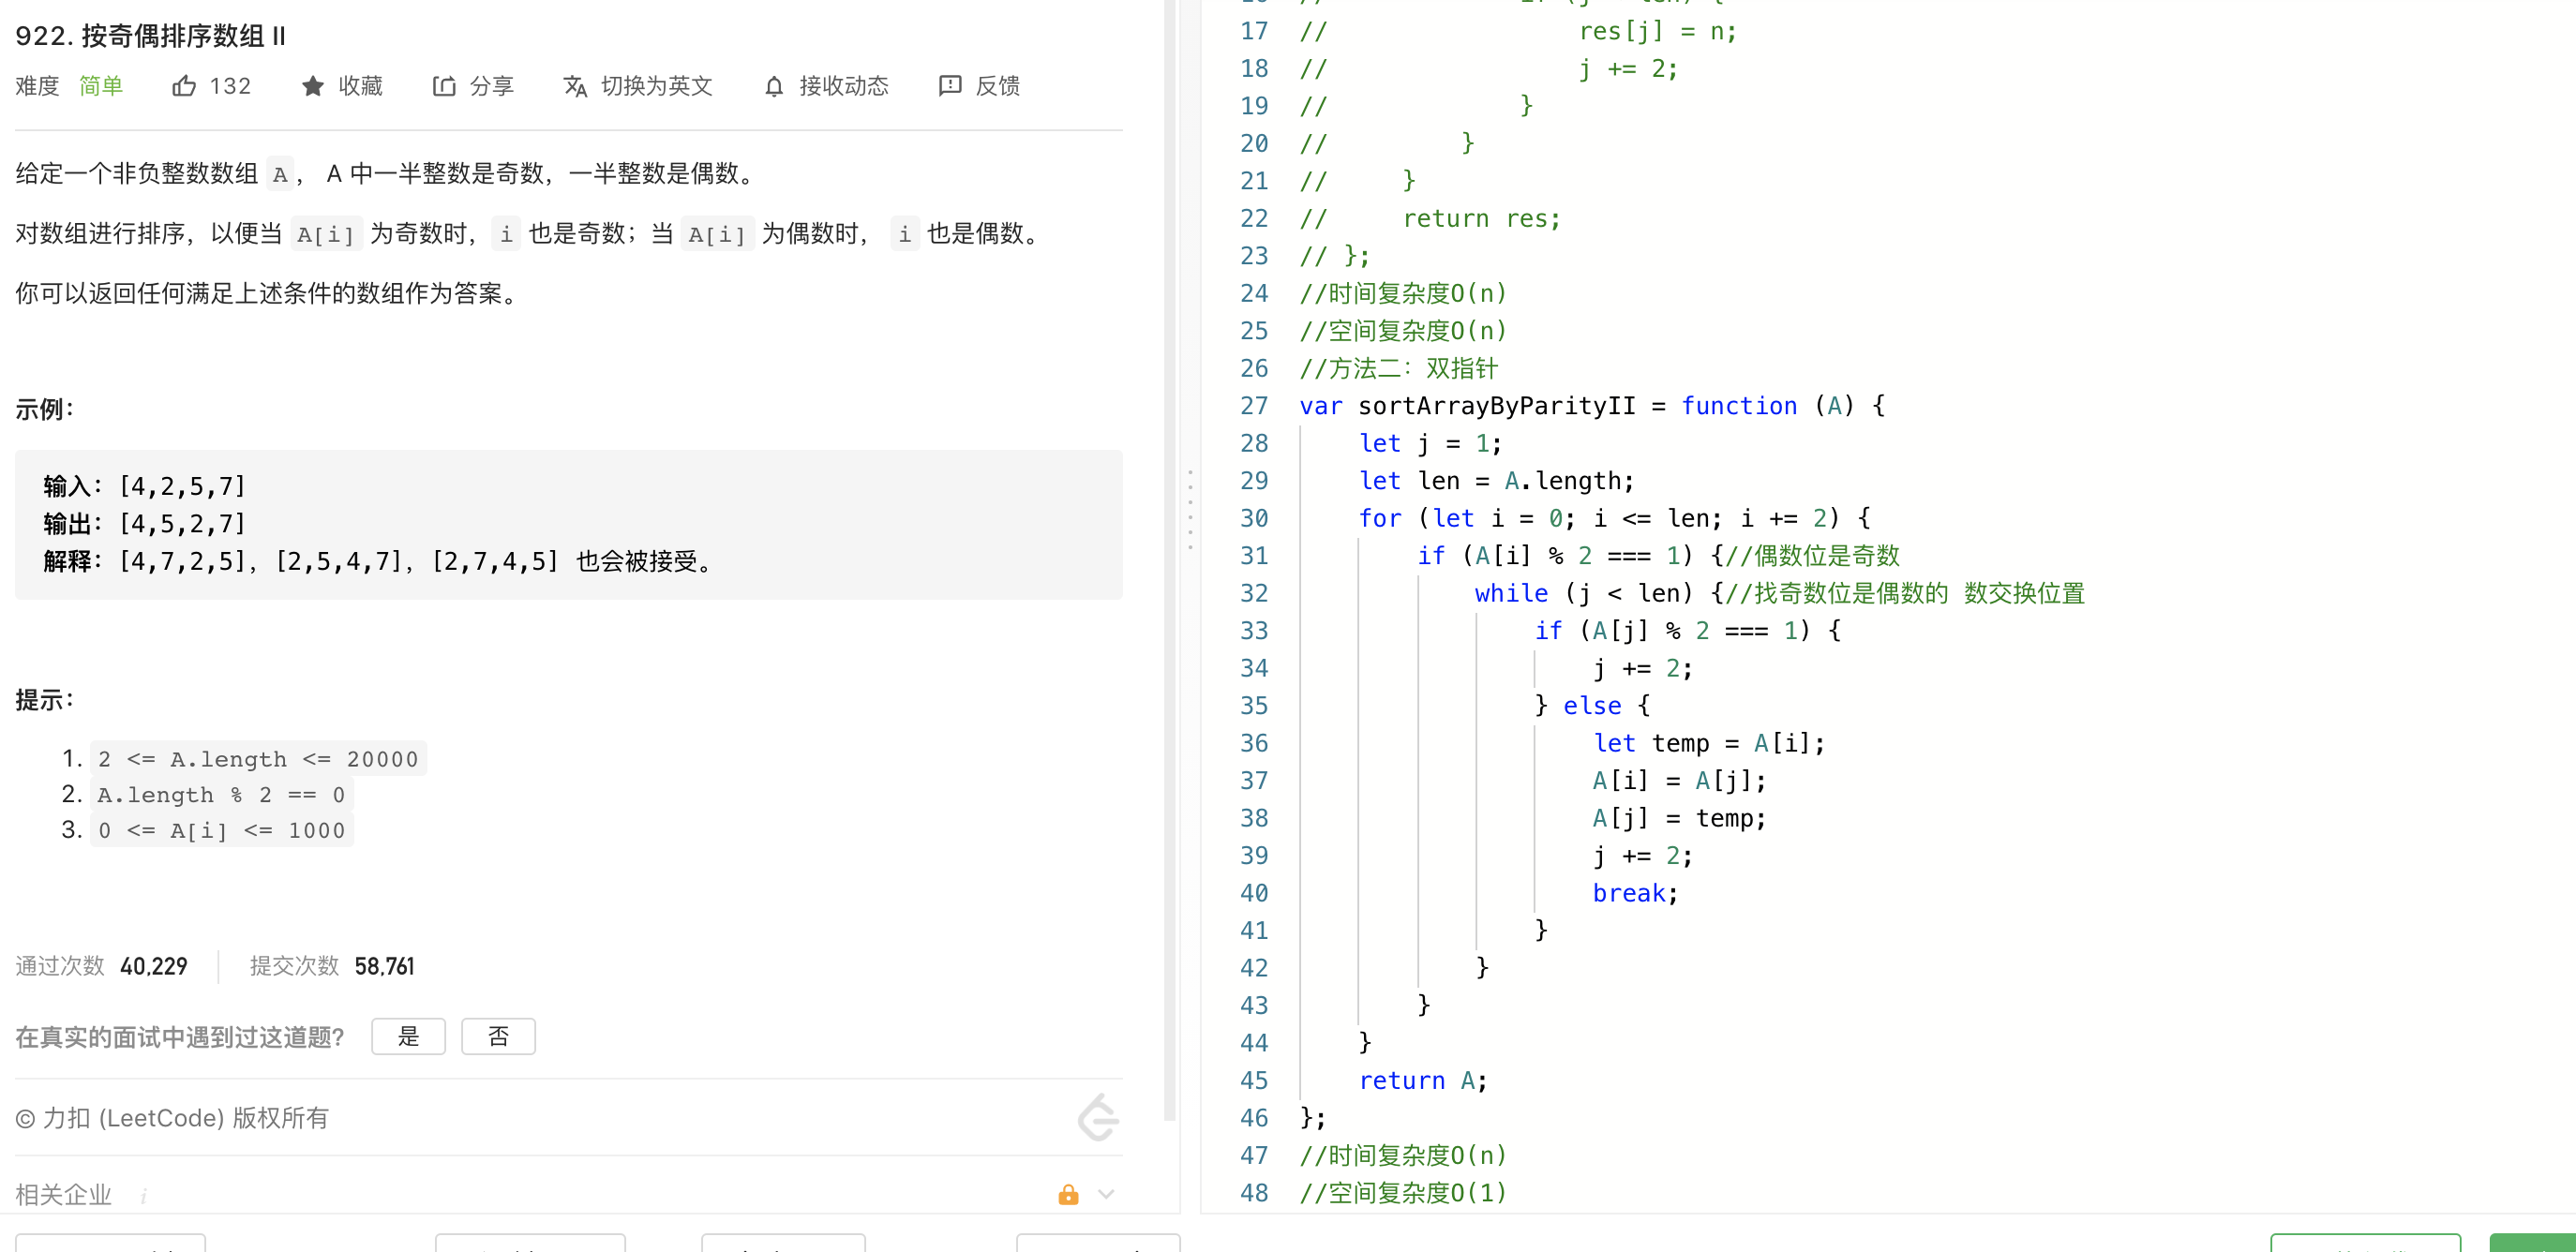 922. 按奇偶排序数组 II
难度 简单 132 收藏 分享 切换为英文 接收动态 反馈
给定一个非负整数数组 A， A 中一半整数是奇数，一半整数是偶数。
对数组进行排序，以便当 A[i] 为奇数时，i 也是奇数；当 A[i] 为偶数时， i 也是偶数。
你可以返回任何满足上述条件的数组作为答案。
示例：
输入：[4,2,5,7]
输出：[4,5,2,7]
解释：[4,7,2,5]，[2,5,4,7]，[2,7,4,5] 也会被接受。
提示：
1. 2 <= A.length <= 20000
2. A.length % 2 == 0
3. 0 <= A[i] <= 1000
通过次数 40,229 提交次数 58,761
在真实的面试中遇到过这道题? 是 否
© 力扣 (LeetCode) 版权所有
相关企业 i
17 // res[j] = n;
18 // j += 2;
19 // }
20 // }
21 // }
22 // return res;
23 // };
24 //时间复杂度O(n)
25 //空间复杂度O(n)
26 //方法二：双指针
27 var sortArrayByParityII = function (A) {
28 let j = 1;
29 let len = A.length;
30 for (let i = 0; i <= len; i += 2) {
31 if (A[i] % 2 === 1) {//偶数位是奇数
32 while (j < len) {//找奇数位是偶数的 数交换位置
33 if (A[j] % 2 === 1) {
34 j += 2;
35 } else {
36 let temp = A[i];
37 A[i] = A[j];
38 A[j] = temp;
39 j += 2;
40 break;
41 }
42 }
43 }
44 }
45 return A;
46 };
47 //时间复杂度O(n)
48 //空间复杂度O(1)